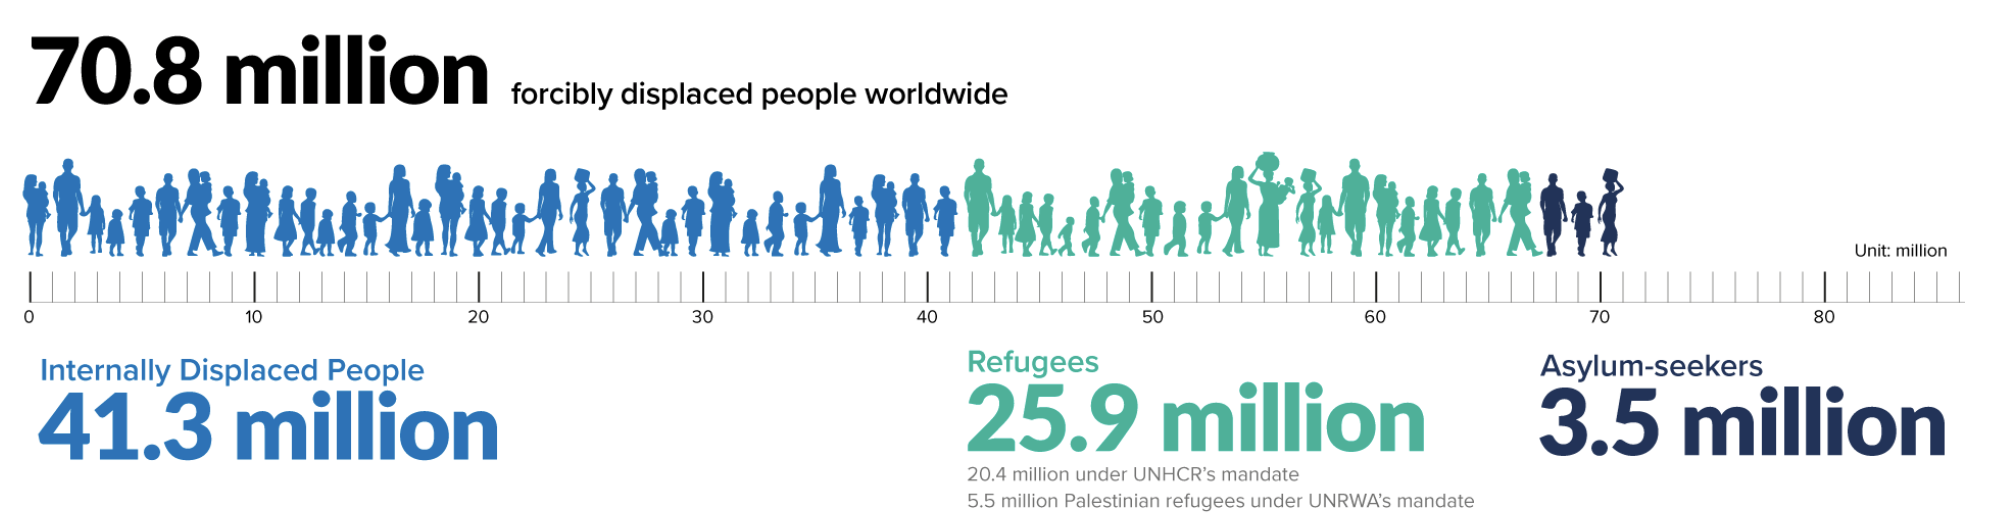 70.8 million forcibly displaced people worldwide
Unit: million
0 10 20 30 40 50 60 70 80
Internally Displaced People
41.3 million
Refugees
25.9 million
20.4 million under UNHCR's mandate
5.5 million Palestinian refugees under UNRWA's mandate
Asylum-seekers
3.5 million